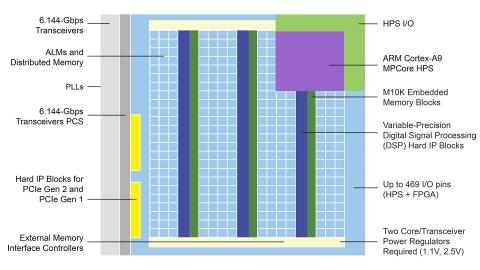 6.144-Gbps
Transceivers
ALMs and
Distributed Memory
PLLs
6.144-Gbps
Transceivers PCS
Hard IP Blocks for
PCIe Gen 2 and
PCIe Gen 1
External Memory
Interface Controllers
HPS I/O
ARM Cortex-A9
MPCore HPS
M10K Embedded
Memory Blocks
Variable-Precision
Digital Signal Processing
(DSP) Hard IP Blocks
Up to 469 I/O pins
(HPS + FPGA)
Two Core/Transceiver
Power Regulators
Required (1.1V, 2.5V)